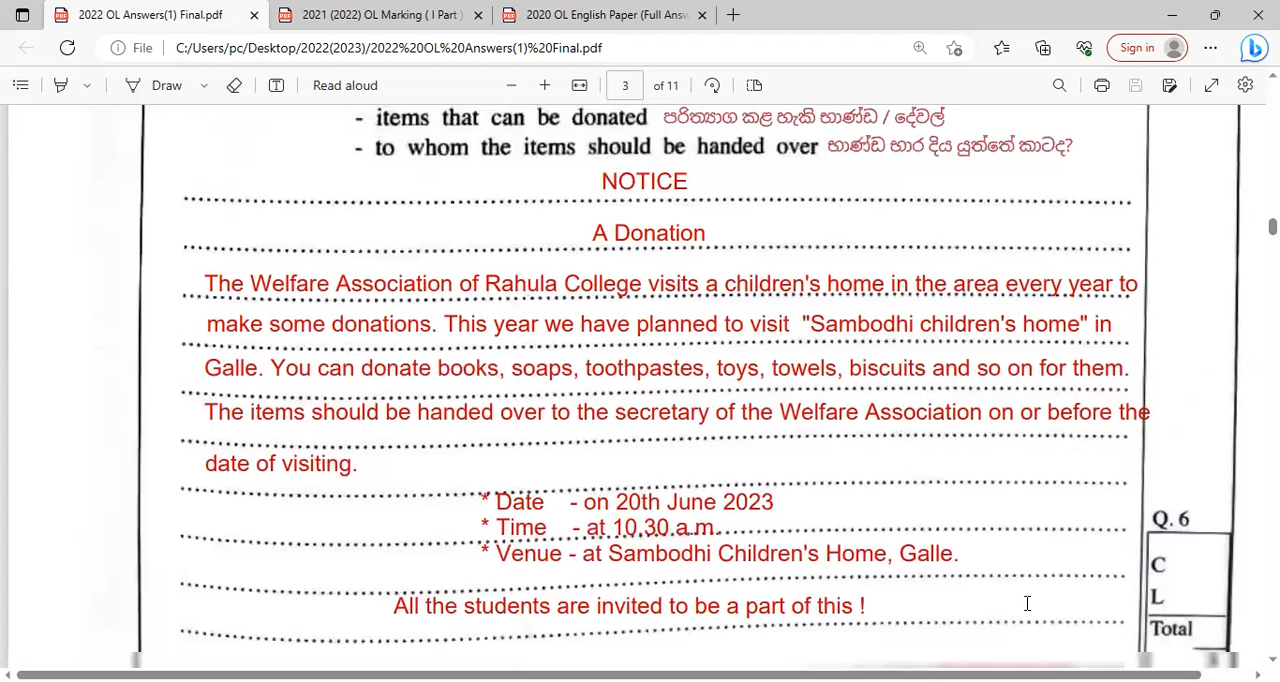 2022 OL Answers(1) Final.pdf
2021 (2022) OL Marking ( I Part )
2020 OL English Paper (Full Answ
File
C:/Users/pc/Desktop/2022(2023)/2022%20OL%20Answers(1)%20Final.pdf
Sign in
Draw
Read aloud
3 of 11
- items that can be donated පරිත්‍යාග කළ හැකි භාණ්ඩ / දේවල්
- to whom the items should be handed over භාණ්ඩ භාර දිය යුත්තේ කාටද?
NOTICE
A Donation
The Welfare Association of Rahula College visits a children's home in the area every year to
make some donations. This year we have planned to visit "Sambodhi children's home" in
Galle. You can donate books, soaps, toothpastes, toys, towels, biscuits and so on for them.
The items should be handed over to the secretary of the Welfare Association on or before the
date of visiting.
* Date - on 20th June 2023
* Time - at 10.30 a.m.
* Venue - at Sambodhi Children's Home, Galle.
All the students are invited to be a part of this !
Q. 6
C
L
Total